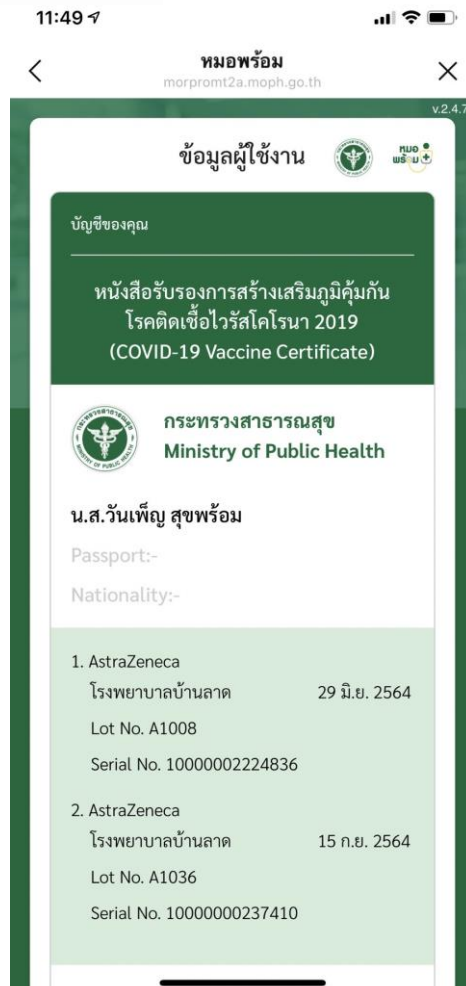 11:49
หมอพร้อม
morpromt2a.moph.go.th
v.2.4.7
ข้อมูลผู้ใช้งาน
หมอ
พร้อม
บัญชีของคุณ
หนังสือรับรองการสร้างเสริมภูมิคุ้มกัน
โรคติดเชื้อไวรัสโคโรนา 2019
(COVID-19 Vaccine Certificate)
กระทรวงสาธารณสุข
Ministry of Public Health
น.ส.วันเพ็ญ สุขพร้อม
Passport:-
Nationality:-
1. AstraZeneca
โรงพยาบาลบ้านลาด 29 มิ.ย. 2564
Lot No. A1008
Serial No. 10000002224836
2. AstraZeneca
โรงพยาบาลบ้านลาด 15 ก.ย. 2564
Lot No. A1036
Serial No. 10000000237410